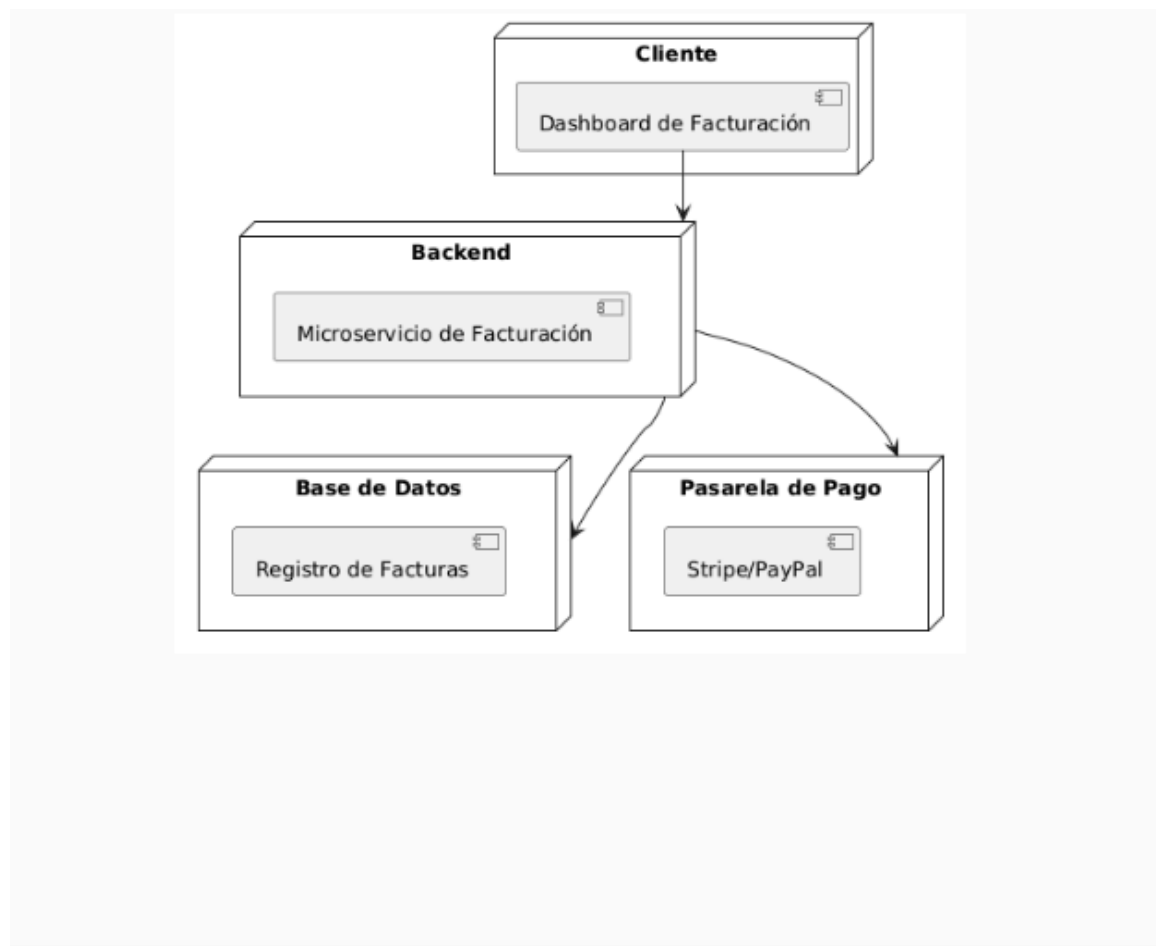 Cliente
Dashboard de Facturación
Backend
Microservicio de Facturación
Base de Datos
Registro de Facturas
Pasarela de Pago
Stripe/PayPal